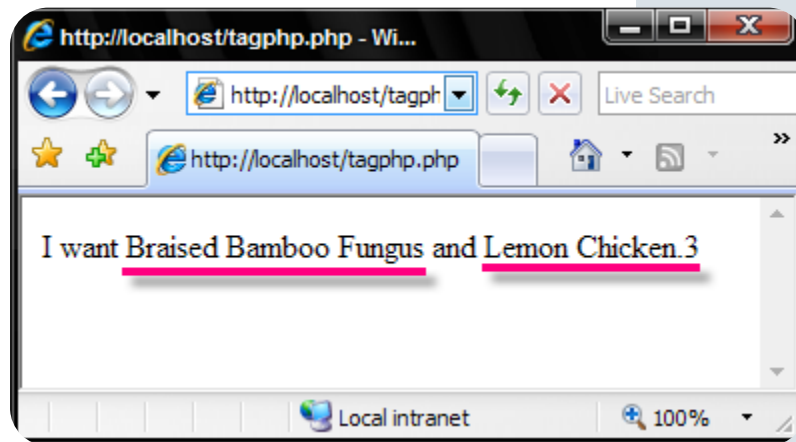 http://localhost/tagphp.php - Wi...
http://localhost/tagph
Live Search
http://localhost/tagphp.php
»
I want Braised Bamboo Fungus and Lemon Chicken.3
Local intranet
100%